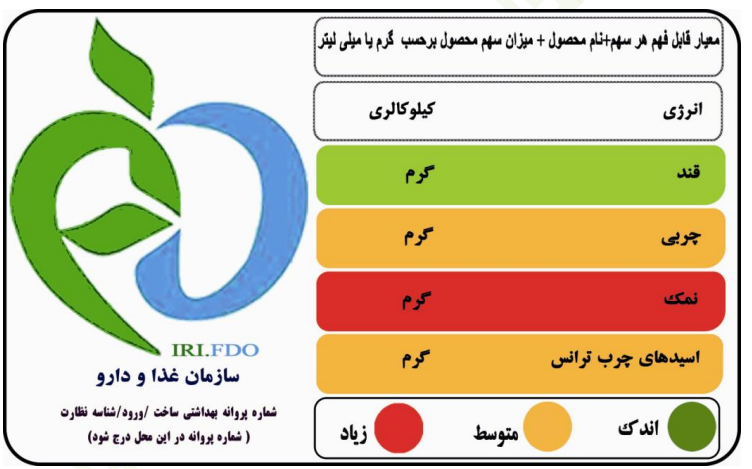 معیار قابل فهم هر سهم+نام محصول + میزان سهم محصول برحسب گرم یا میلی لیتر
انرژی کیلوکالری
قند گرم
چربی گرم
نمک گرم
اسیدهای چرب ترانس گرم
اندک متوسط زیاد
IRI.FDO
سازمان غذا و دارو
شماره پروانه بهداشتی ساخت /ورود/شناسه نظارت
( شماره پروانه در این محل درج شود)